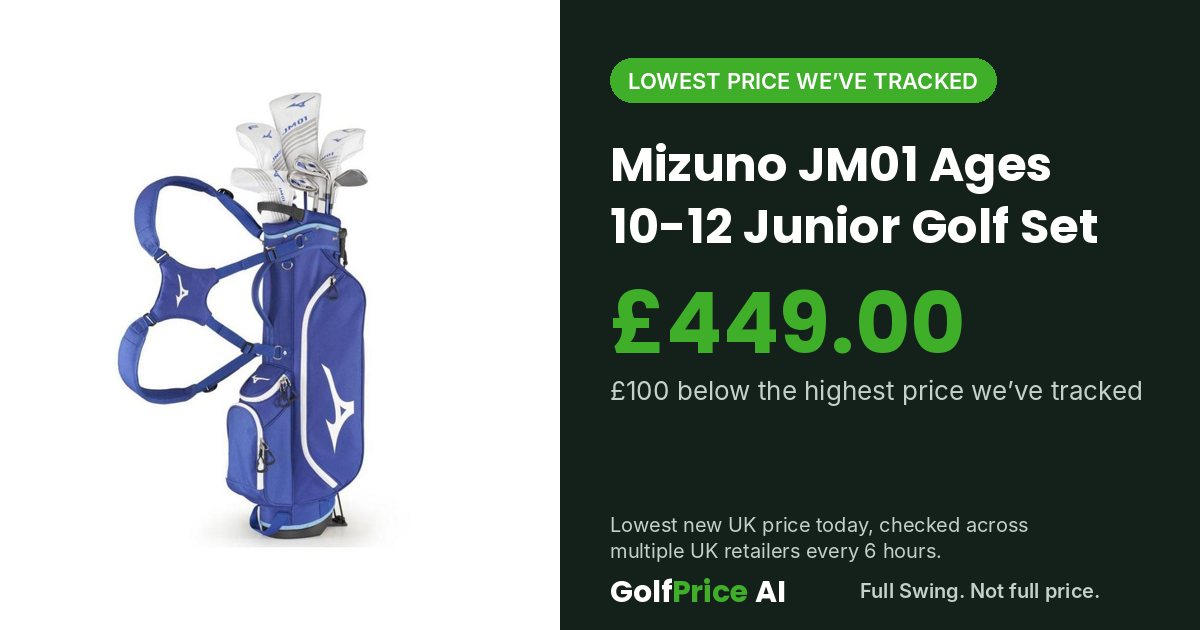 JM01
LOWEST PRICE WE’VE TRACKED
Mizuno JM01 Ages
10-12 Junior Golf Set
£449.00
£100 below the highest price we’ve tracked
Lowest new UK price today, checked across
multiple UK retailers every 6 hours.
GolfPrice AI
Full Swing. Not full price.